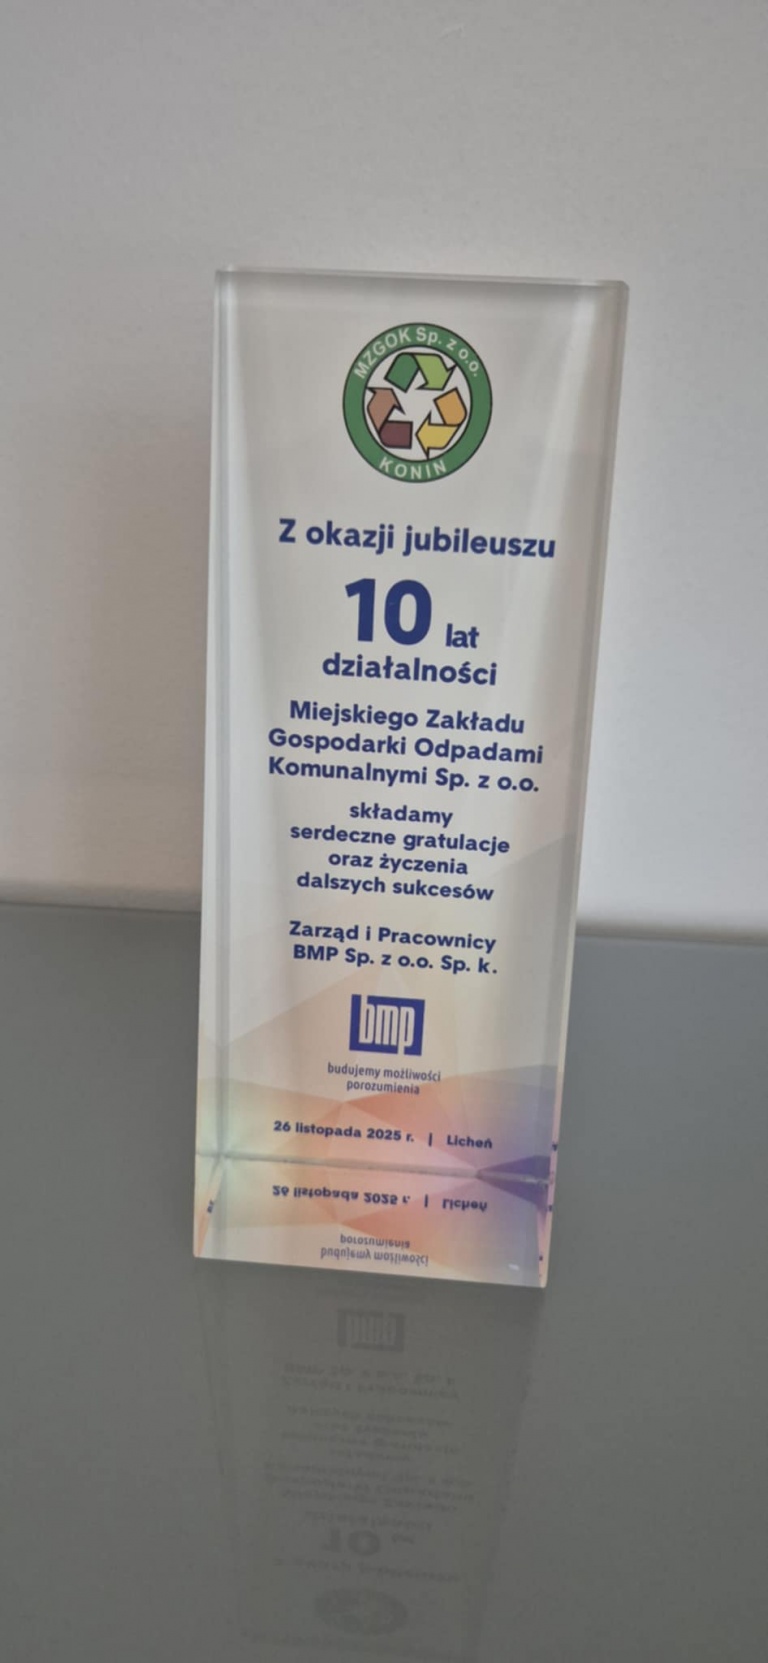 MZGOK Sp. z o.o.
KONIN
Z okazji jubileuszu
10 lat
działalności
Miejskiego Zakładu
Gospodarki Odpadami
Komunalnymi Sp. z o.o.
składamy
serdeczne gratulacje
oraz życzenia
dalszych sukcesów
Zarząd i Pracownicy
BMP Sp. z o.o. Sp. k.
bmp
budujemy możliwości
porozumienia
26 listopada 2025 r. | Licheń